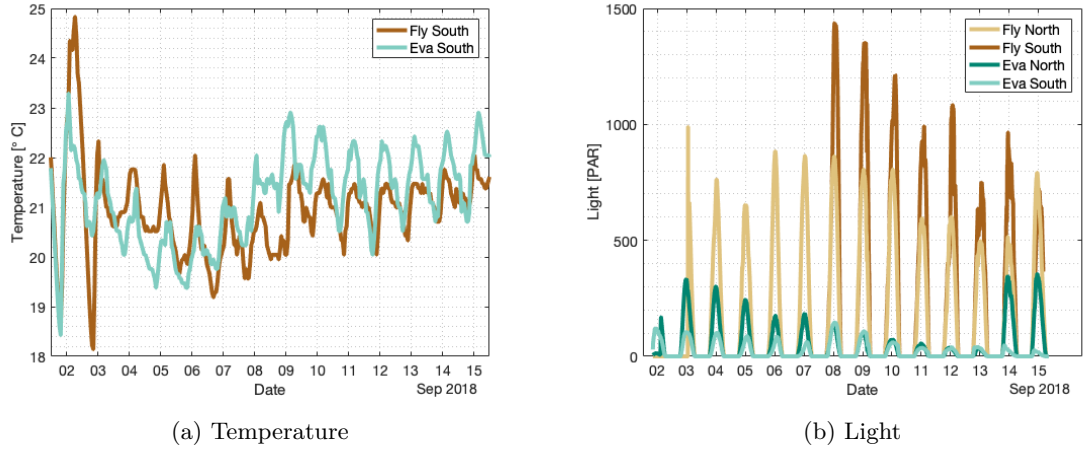 25
24
23
22
21
20
19
18
Temperature [° C]
Fly South
Eva South
02 03 04 05 06 07 08 09 10 11 12 13 14 15
Date
Sep 2018
(a) Temperature
1500
1000
500
0
Light [PAR]
Fly North
Fly South
Eva North
Eva South
02 03 04 05 06 07 08 09 10 11 12 13 14 15
Date
Sep 2018
(b) Light